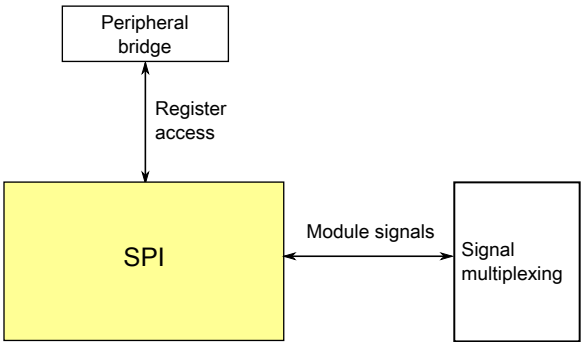 Peripheral
bridge
Register
access
SPI
Module signals
Signal
multiplexing